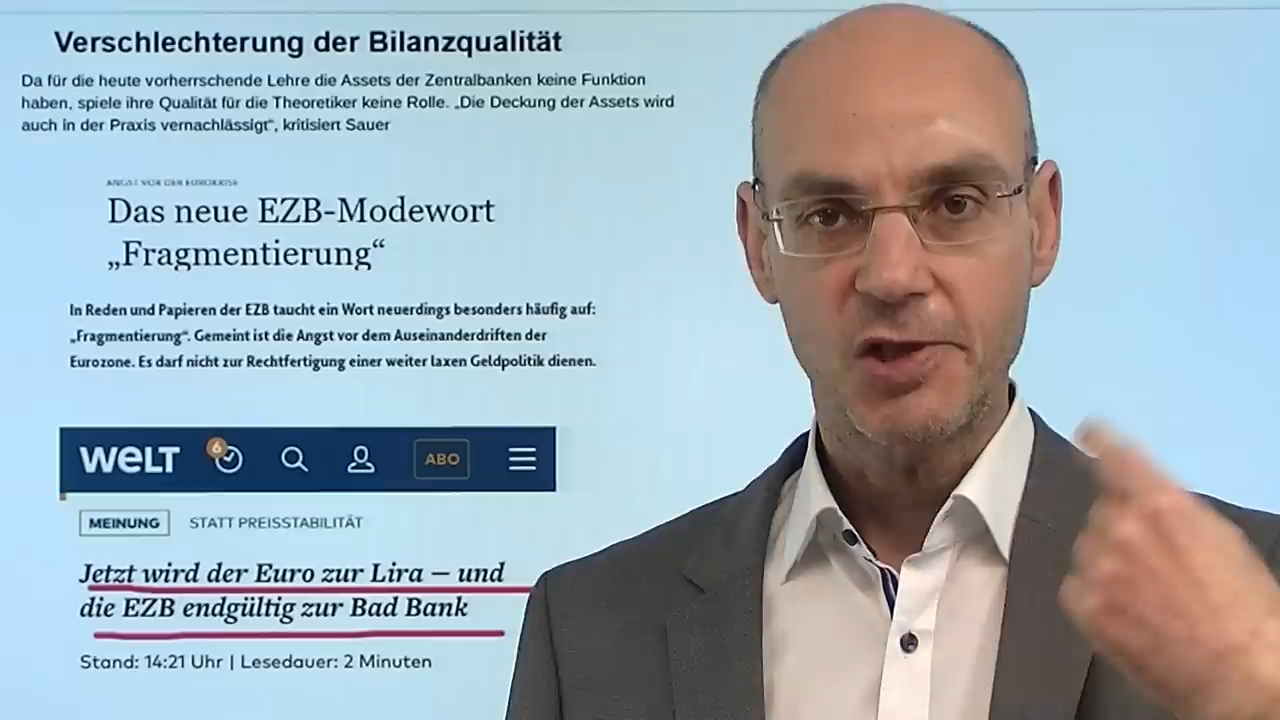 Verschlechterung der Bilanzqualität
Da für die heute vorherrschende Lehre die Assets der Zentralbanken keine Funktion
haben, spiele ihre Qualität für die Theoretiker keine Rolle. „Die Deckung der Assets wird
auch in der Praxis vernachlässigt“, kritisiert Sauer
ANGST VOR DER EUROKRISE
Das neue EZB-Modewort
„Fragmentierung“
In Reden und Papieren der EZB taucht ein Wort neuerdings besonders häufig auf:
„Fragmentierung“. Gemeint ist die Angst vor dem Auseinanderdriften der
Eurozone. Es darf nicht zur Rechtfertigung einer weiter laxen Geldpolitik dienen.
WELT 6 ABO
MEINUNG STATT PREISSTABILITÄT
Jetzt wird der Euro zur Lira – und
die EZB endgültig zur Bad Bank
Stand: 14:21 Uhr | Lesedauer: 2 Minuten